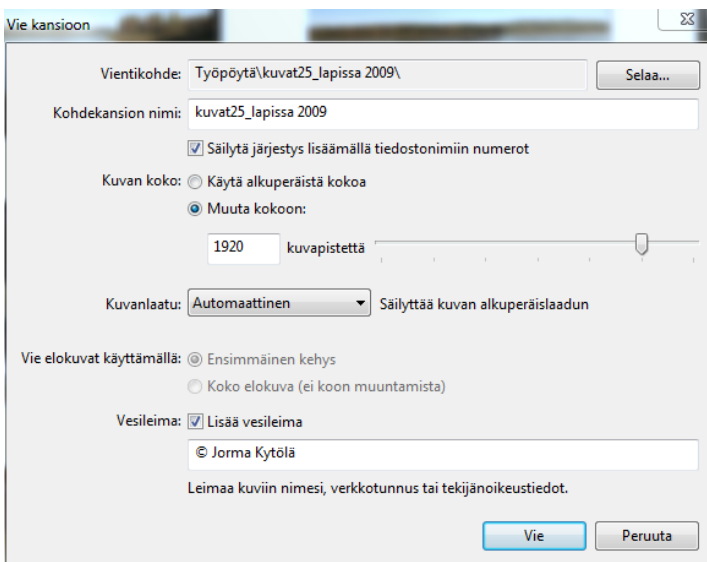 Vie kansioon
Vientikohde: Työpöytä\kuvat25_lapissa 2009\ Selaa...
Kohdekansion nimi: kuvat25_lapissa 2009
Säilytä järjestys lisäämällä tiedostonimiin numerot
Kuvan koko: Käytä alkuperäistä kokoa
Muuta kokoon:
1920 kuvapistettä
Kuvanlaatu: Automaattinen Säilyttää kuvan alkuperäislaadun
Vie elokuvat käyttämällä: Ensimmäinen kehys
Koko elokuva (ei koon muuntamista)
Vesileima: Lisää vesileima
© Jorma Kytölä
Leimaa kuviin nimesi, verkkotunnus tai tekijänoikeustiedot.
Vie Peruuta